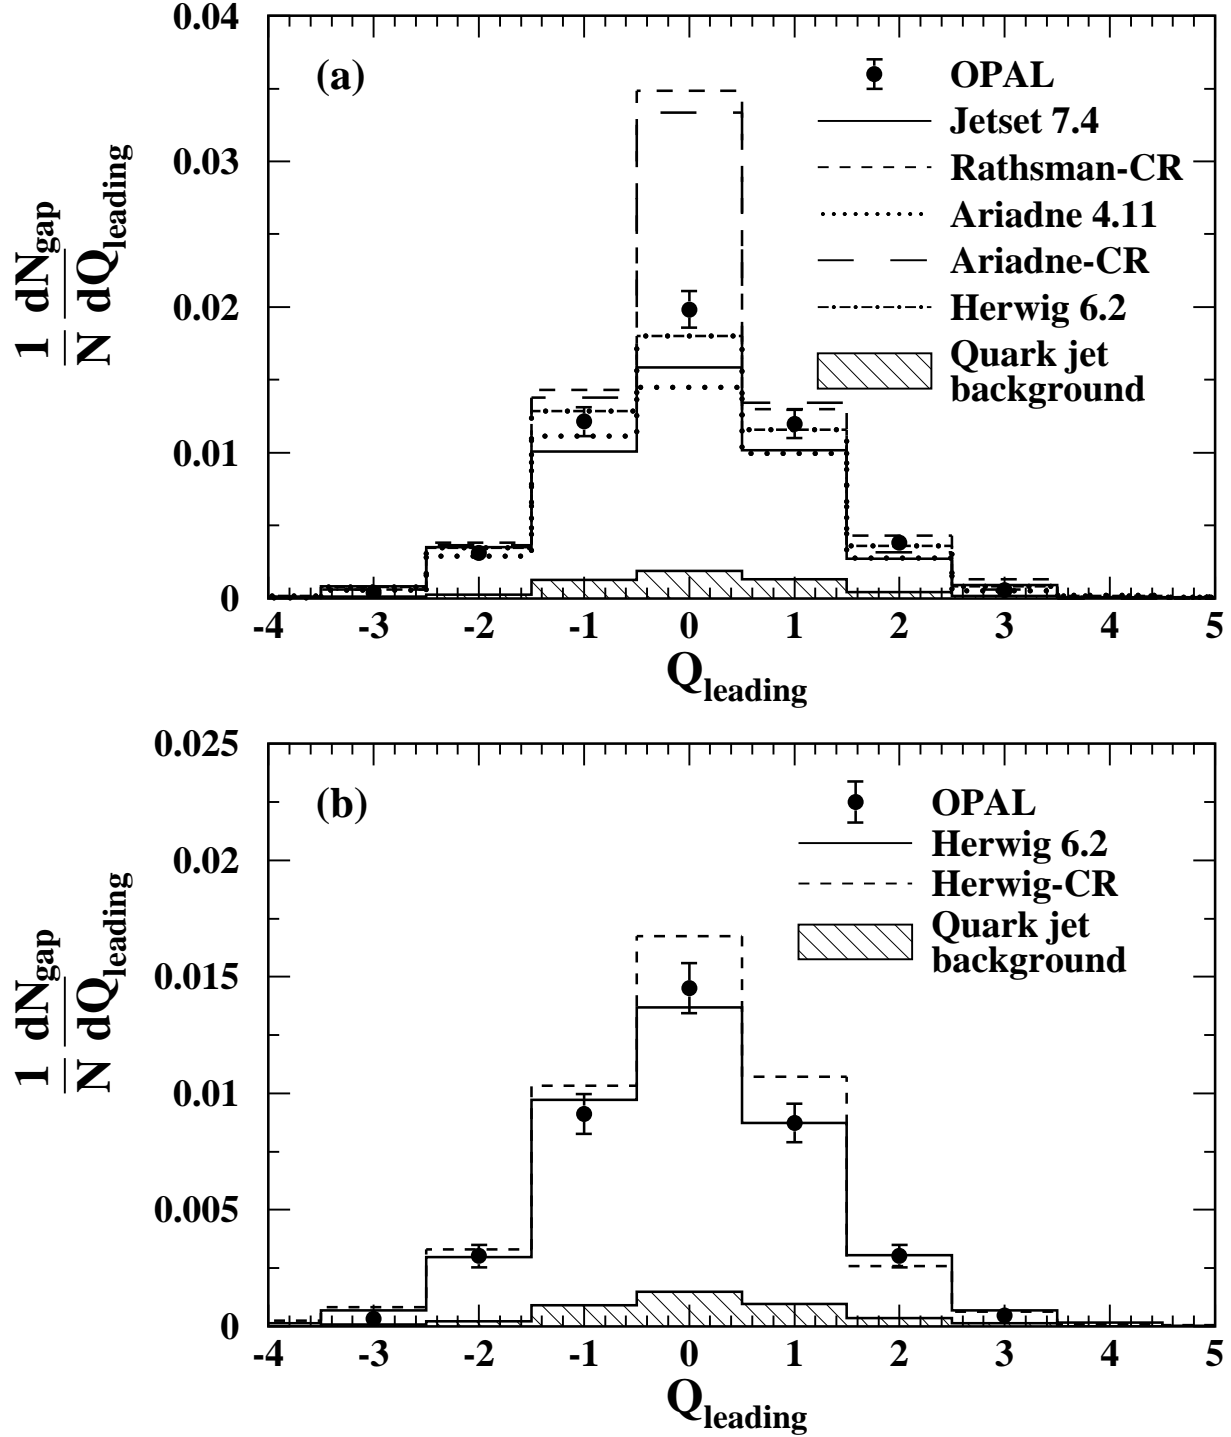 0.04
0.03
0.02
0.01
0
1 dN_gap
N dQ_leading
(a)
OPAL
Jetset 7.4
Rathsman-CR
Ariadne 4.11
Ariadne-CR
Herwig 6.2
Quark jet
background
-4 -3 -2 -1 0 1 2 3 4 5
Q_leading
0.025
0.02
0.015
0.01
0.005
0
1 dN_gap
N dQ_leading
(b)
OPAL
Herwig 6.2
Herwig-CR
Quark jet
background
-4 -3 -2 -1 0 1 2 3 4 5
Q_leading